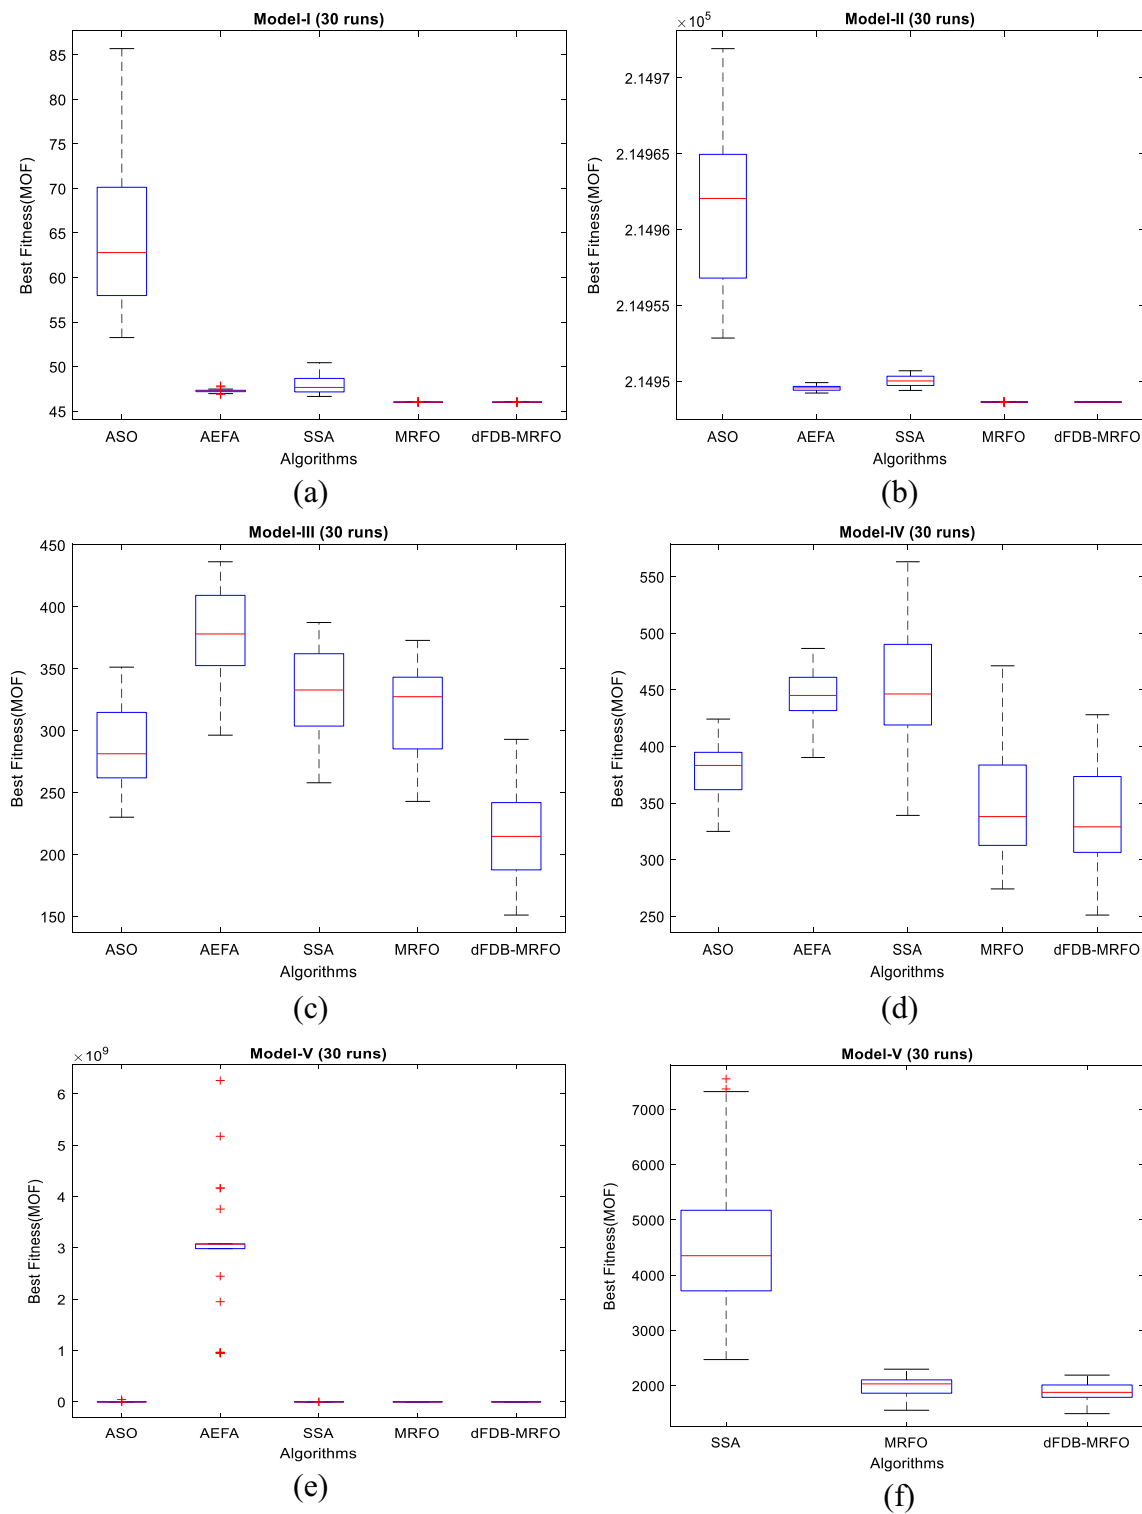 Model-I (30 runs)
Best Fitness(MOF)
85
80
75
70
65
60
55
50
45
ASO AEFA SSA MRFO dFDB-MRFO
Algorithms
(a)
Model-II (30 runs)
× 10^5
Best Fitness(MOF)
2.1497
2.14965
2.1496
2.14955
2.1495
ASO AEFA SSA MRFO dFDB-MRFO
Algorithms
(b)
Model-III (30 runs)
Best Fitness(MOF)
450
400
350
300
250
200
150
ASO AEFA SSA MRFO dFDB-MRFO
Algorithms
(c)
Model-IV (30 runs)
Best Fitness(MOF)
550
500
450
400
350
300
250
ASO AEFA SSA MRFO dFDB-MRFO
Algorithms
(d)
Model-V (30 runs)
× 10^9
Best Fitness(MOF)
6
5
4
3
2
1
0
ASO AEFA SSA MRFO dFDB-MRFO
Algorithms
(e)
Model-V (30 runs)
Best Fitness(MOF)
7000
6000
5000
4000
3000
2000
SSA MRFO dFDB-MRFO
Algorithms
(f)